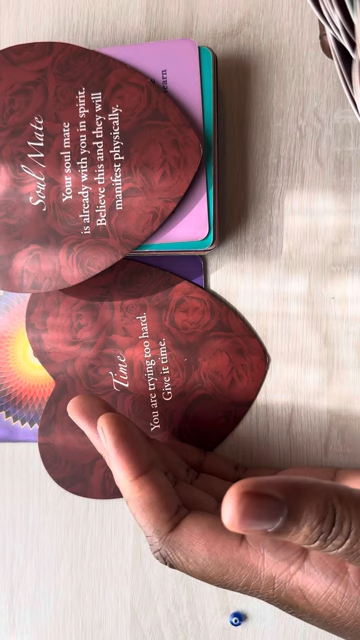 Soul Mate
Your soul mate
is already with you in spirit.
Believe this and they will
manifest physically.
earn
Time
You are trying too hard.
Give it time.